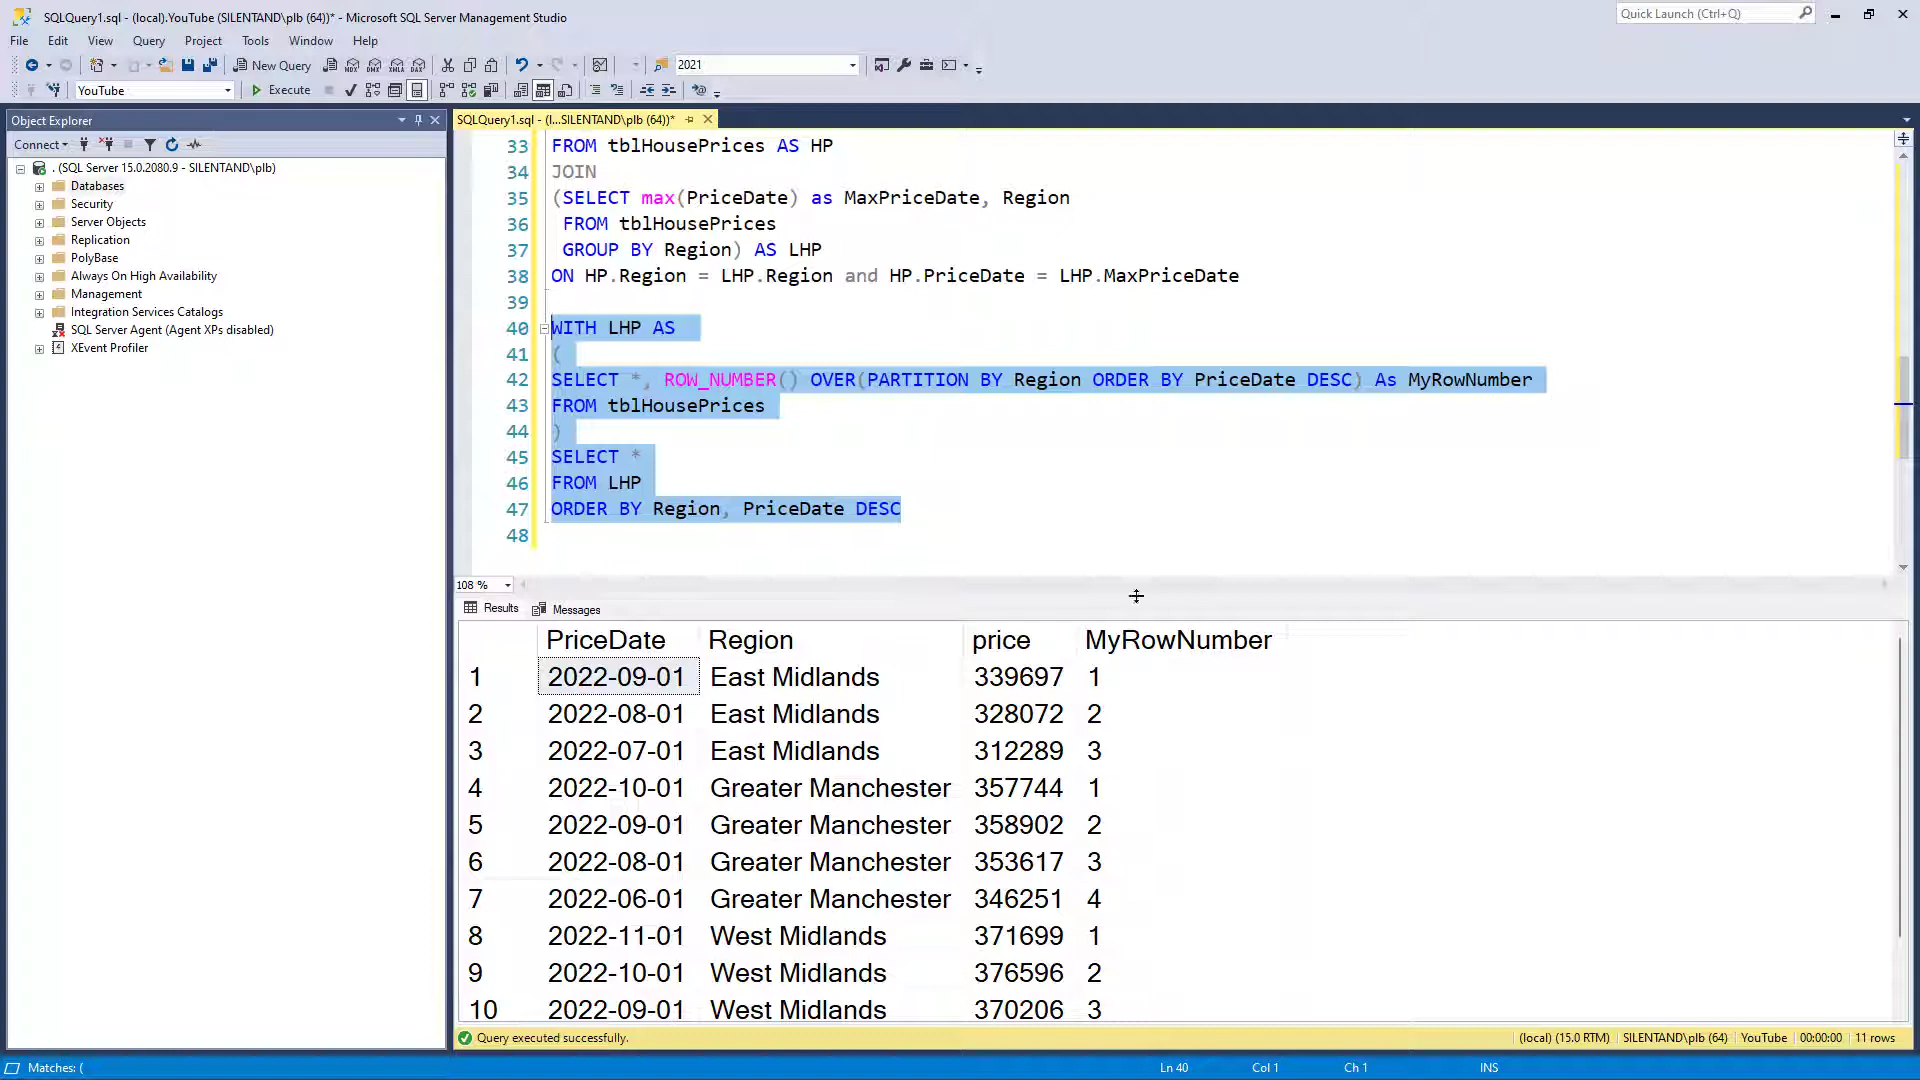 SQLQuery1.sql - (local).YouTube (SILENTAND\plb (64))* - Microsoft SQL Server Management Studio
Quick Launch (Ctrl+Q)
File Edit View Query Project Tools Window Help
New Query 2021
YouTube Execute
Object Explorer
SQLQuery1.sql - (l...SILENTAND\plb (64))*
Connect
. (SQL Server 15.0.2080.9 - SILENTAND\plb)
Databases
Security
Server Objects
Replication
PolyBase
Always On High Availability
Management
Integration Services Catalogs
SQL Server Agent (Agent XPs disabled)
XEvent Profiler
33 FROM tblHousePrices AS HP
34 JOIN
35 (SELECT max(PriceDate) as MaxPriceDate, Region
36 FROM tblHousePrices
37 GROUP BY Region) AS LHP
38 ON HP.Region = LHP.Region and HP.PriceDate = LHP.MaxPriceDate
39
40 WITH LHP AS
41 (
42 SELECT *, ROW_NUMBER() OVER(PARTITION BY Region ORDER BY PriceDate DESC) As MyRowNumber
43 FROM tblHousePrices
44 )
45 SELECT *
46 FROM LHP
47 ORDER BY Region, PriceDate DESC
48
108 %
Results Messages
PriceDate Region price MyRowNumber
1 2022-09-01 East Midlands 339697 1
2 2022-08-01 East Midlands 328072 2
3 2022-07-01 East Midlands 312289 3
4 2022-10-01 Greater Manchester 357744 1
5 2022-09-01 Greater Manchester 358902 2
6 2022-08-01 Greater Manchester 353617 3
7 2022-06-01 Greater Manchester 346251 4
8 2022-11-01 West Midlands 371699 1
9 2022-10-01 West Midlands 376596 2
10 2022-09-01 West Midlands 370206 3
Query executed successfully. (local) (15.0 RTM) SILENTAND\plb (64) YouTube 00:00:00 11 rows
Matches: ( Ln 40 Col 1 Ch 1 INS